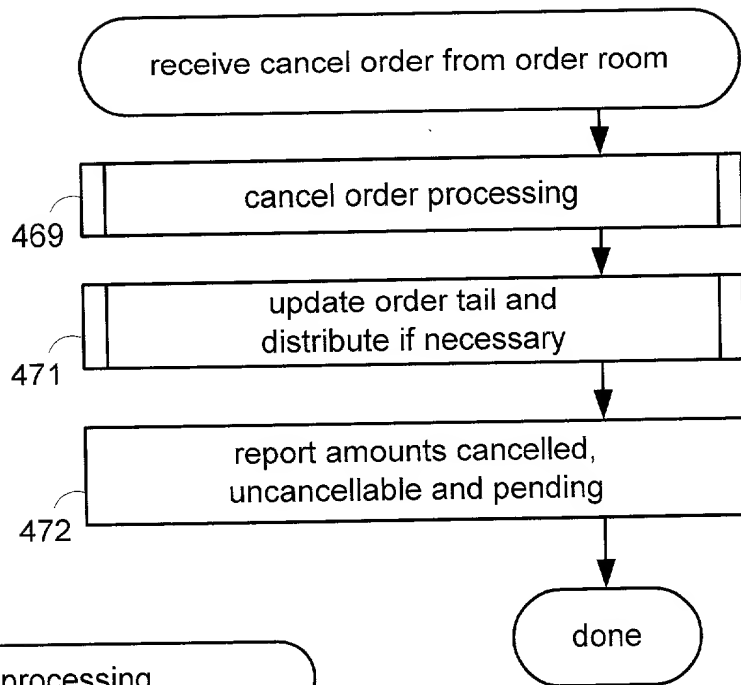 receive cancel order from order room
cancel order processing
469
update order tail and
distribute if necessary
471
report amounts cancelled,
uncancellable and pending
472
done
processing